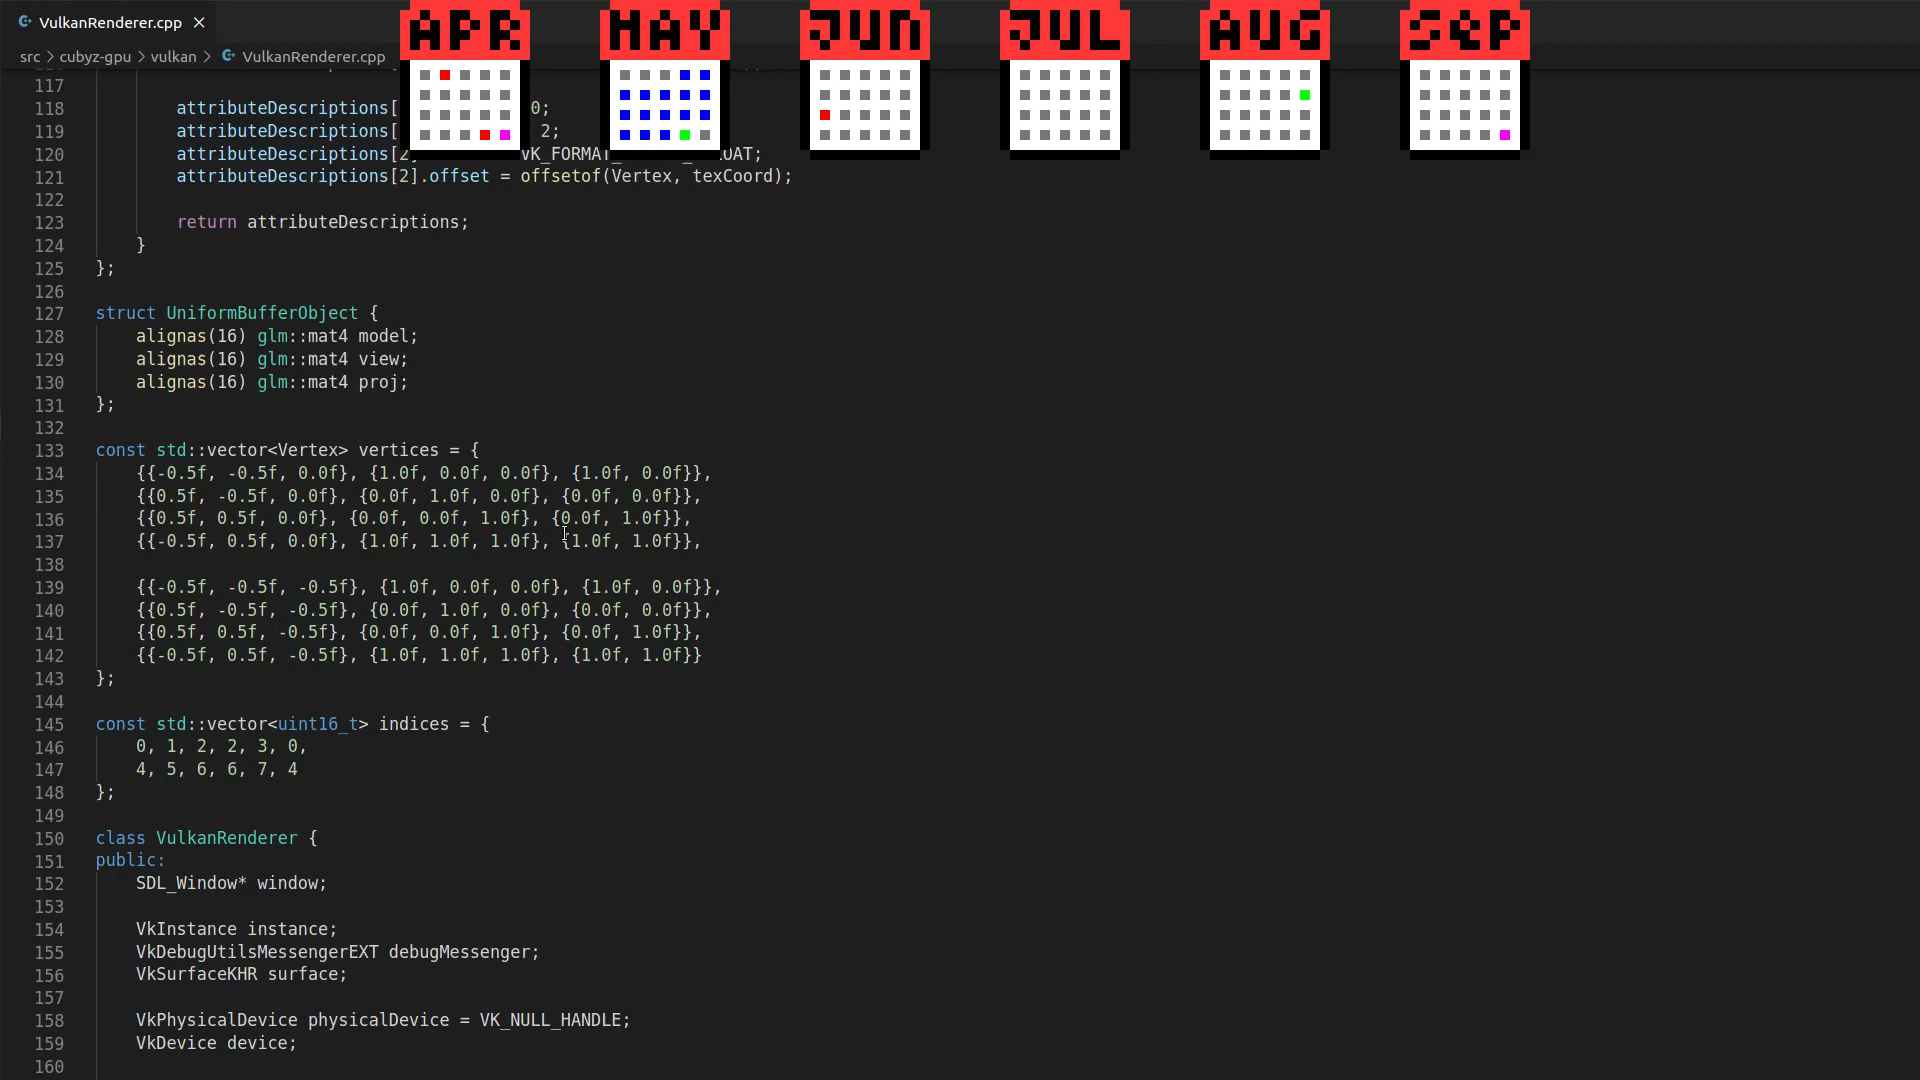 VulkanRenderer.cpp
APR MAY JUN JUL AUG SEP
src > cubyz-gpu > vulkan > VulkanRenderer.cpp
117
118 attributeDescriptions[ 0;
119 attributeDescriptions[ 2;
120 attributeDescriptions[2 VK_FORMAT_
121 attributeDescriptions[2].offset = offsetof(Vertex, texCoord);
122
123 return attributeDescriptions;
124 }
125 };
126
127 struct UniformBufferObject {
128 alignas(16) glm::mat4 model;
129 alignas(16) glm::mat4 view;
130 alignas(16) glm::mat4 proj;
131 };
132
133 const std::vector<Vertex> vertices = {
134 {{-0.5f, -0.5f, 0.0f}, {1.0f, 0.0f, 0.0f}, {1.0f, 0.0f}},
135 {{0.5f, -0.5f, 0.0f}, {0.0f, 1.0f, 0.0f}, {0.0f, 0.0f}},
136 {{0.5f, 0.5f, 0.0f}, {0.0f, 0.0f, 1.0f}, {0.0f, 1.0f}},
137 {{-0.5f, 0.5f, 0.0f}, {1.0f, 1.0f, 1.0f}, {1.0f, 1.0f}},
138
139 {{-0.5f, -0.5f, -0.5f}, {1.0f, 0.0f, 0.0f}, {1.0f, 0.0f}},
140 {{0.5f, -0.5f, -0.5f}, {0.0f, 1.0f, 0.0f}, {0.0f, 0.0f}},
141 {{0.5f, 0.5f, -0.5f}, {0.0f, 0.0f, 1.0f}, {0.0f, 1.0f}},
142 {{-0.5f, 0.5f, -0.5f}, {1.0f, 1.0f, 1.0f}, {1.0f, 1.0f}}
143 };
144
145 const std::vector<uint16_t> indices = {
146 0, 1, 2, 2, 3, 0,
147 4, 5, 6, 6, 7, 4
148 };
149
150 class VulkanRenderer {
151 public:
152 SDL_Window* window;
153
154 VkInstance instance;
155 VkDebugUtilsMessengerEXT debugMessenger;
156 VkSurfaceKHR surface;
157
158 VkPhysicalDevice physicalDevice = VK_NULL_HANDLE;
159 VkDevice device;
160